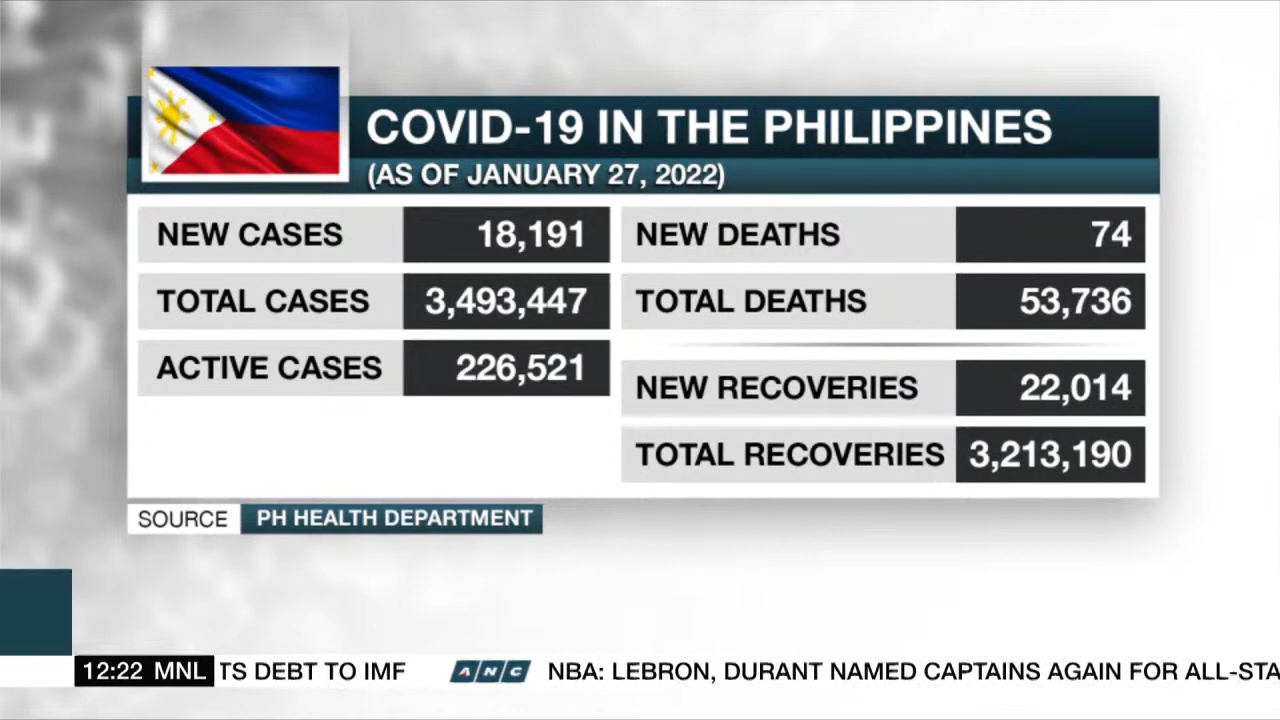 COVID-19 IN THE PHILIPPINES
(AS OF JANUARY 27, 2022)
NEW CASES 18,191
TOTAL CASES 3,493,447
ACTIVE CASES 226,521
NEW DEATHS 74
TOTAL DEATHS 53,736
NEW RECOVERIES 22,014
TOTAL RECOVERIES 3,213,190
SOURCE PH HEALTH DEPARTMENT
12:22 MNL TS DEBT TO IMF ANC NBA: LEBRON, DURANT NAMED CAPTAINS AGAIN FOR ALL-STA